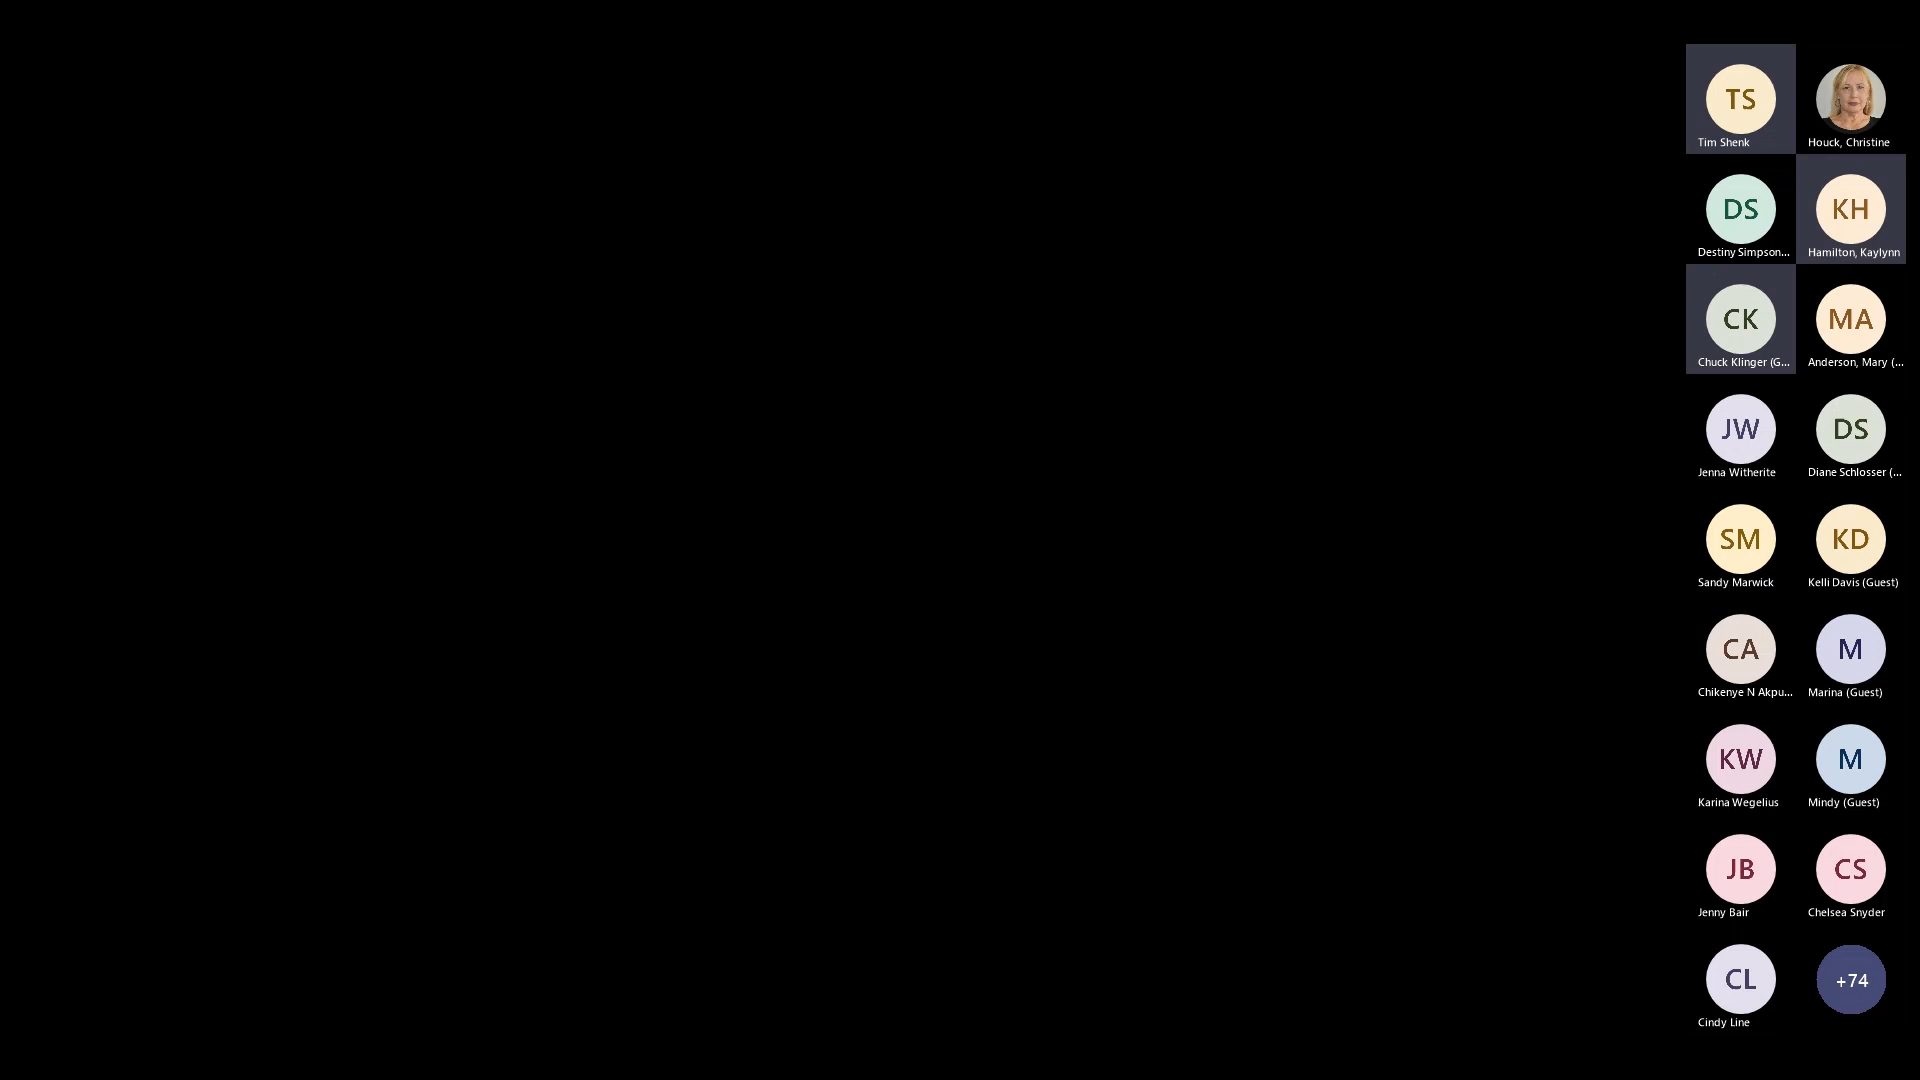 TS
Tim Shenk
Houck, Christine
DS
Destiny Simpson...
KH
Hamilton, Kaylynn
CK
Chuck Klinger (G...
MA
Anderson, Mary (...
JW
Jenna Witherite
DS
Diane Schlosser (...
SM
Sandy Marwick
KD
Kelli Davis (Guest)
CA
Chikenye N Akpu...
M
Marina (Guest)
KW
Karina Wegelius
M
Mindy (Guest)
JB
Jenny Bair
CS
Chelsea Snyder
CL
Cindy Line
+74